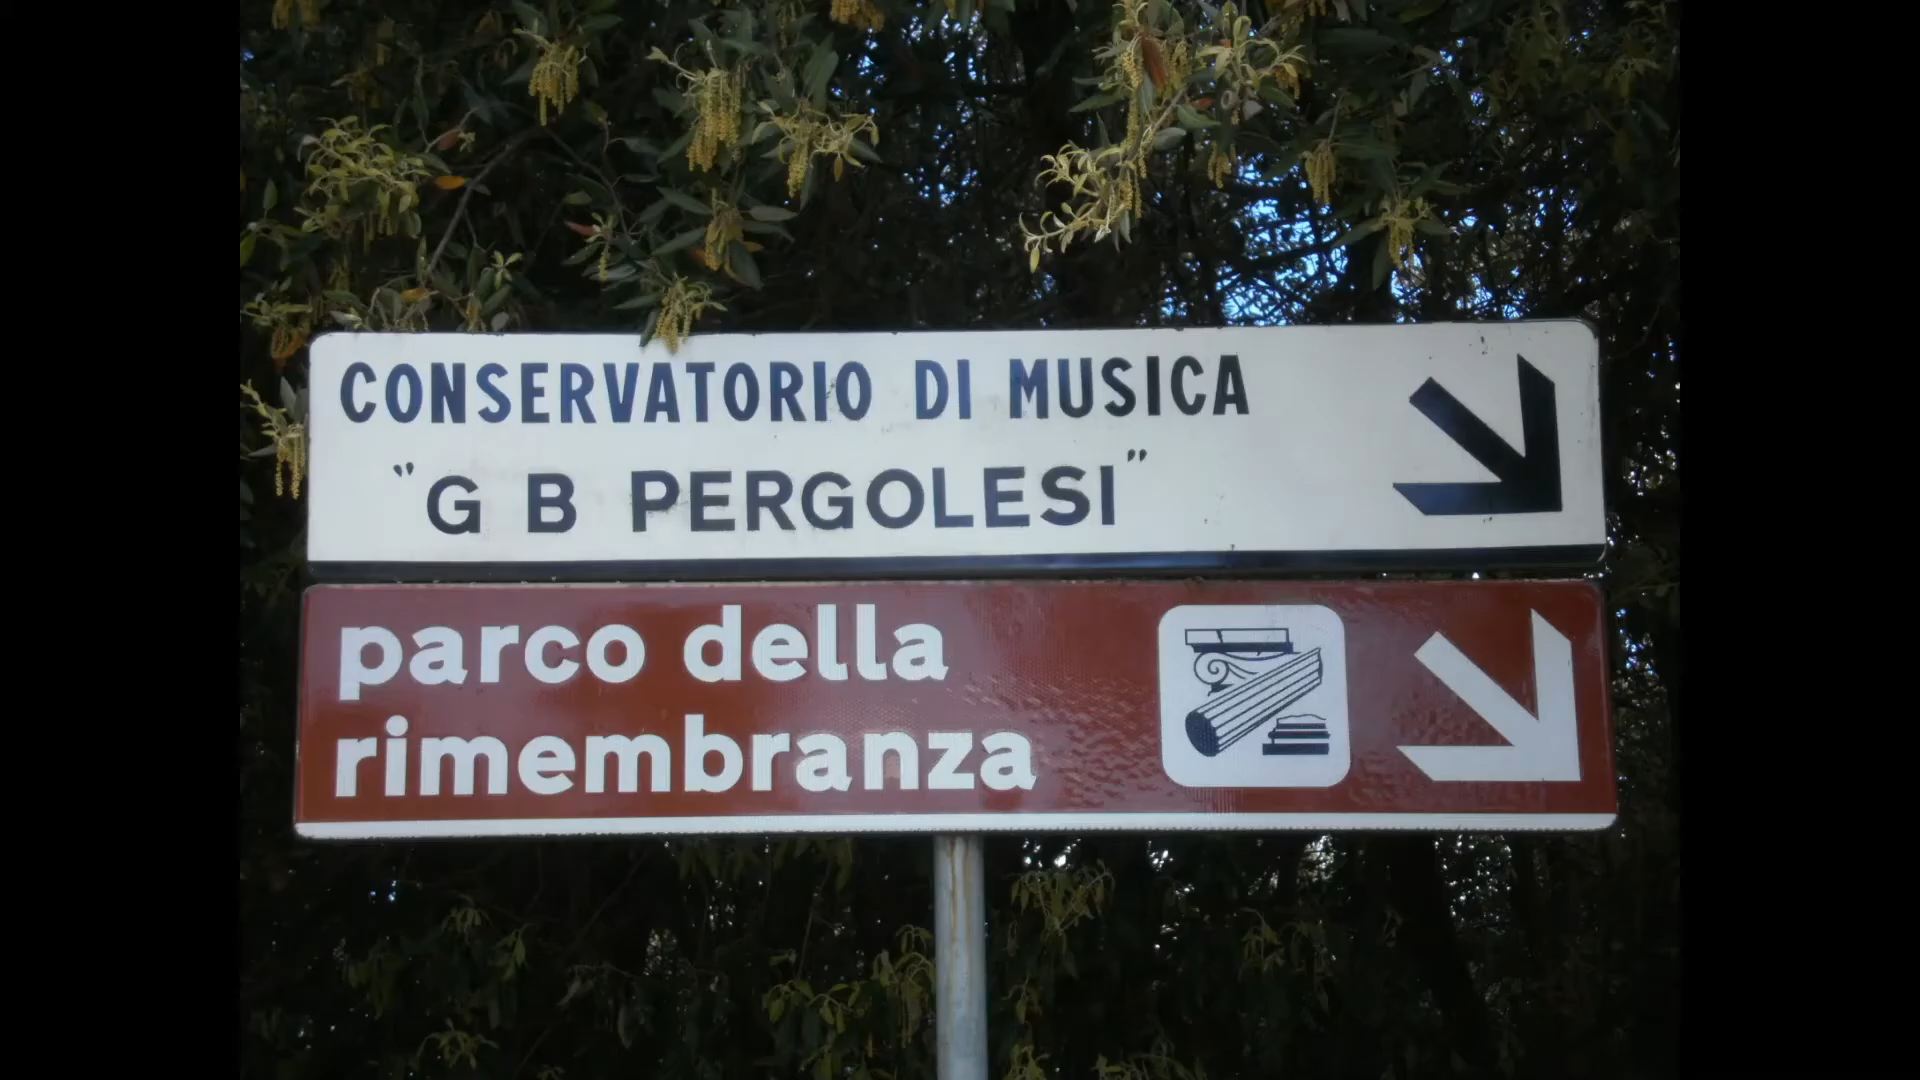 CONSERVATORIO DI MUSICA
"G B PERGOLESI"
parco della
rimembranza